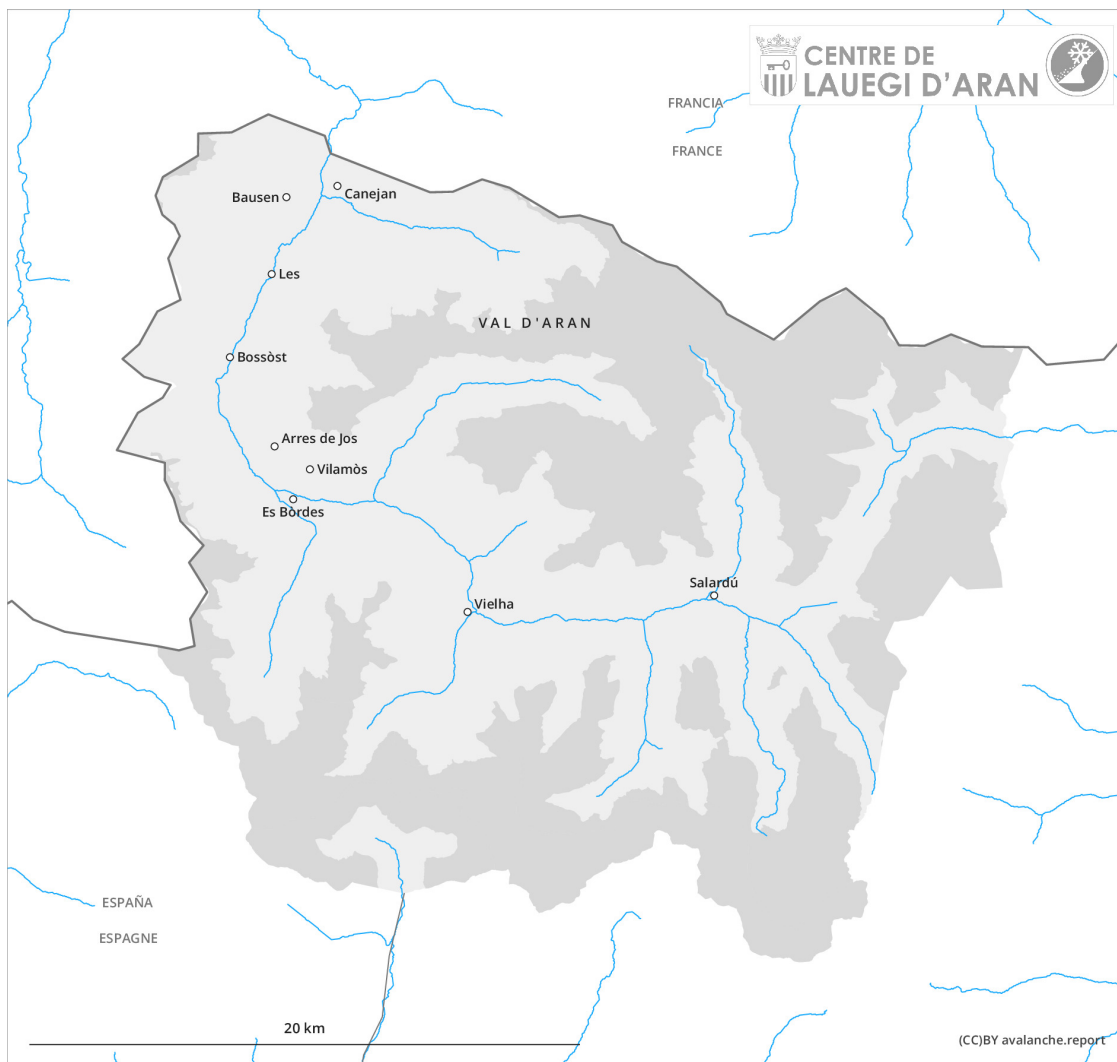 CENTRE DE
LAUEGI D'ARAN
FRANCIA
FRANCE
Canejan
Bausen
Les
VAL D'ARAN
Bossòst
Arres de Jos
Vilamòs
Es Bòrdes
Salardú
Vielha
ESPAÑA
ESPAGNE
20 km
(CC)BY avalanche.report